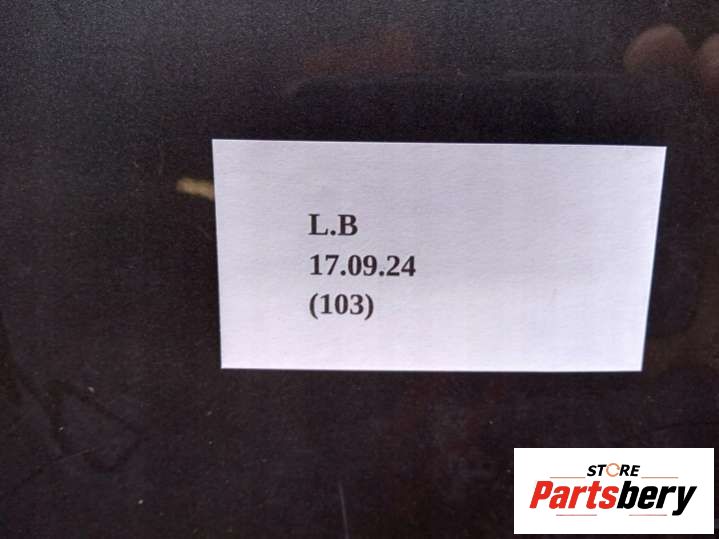 L.B
17.09.24
(103)
STORE
Partsbery